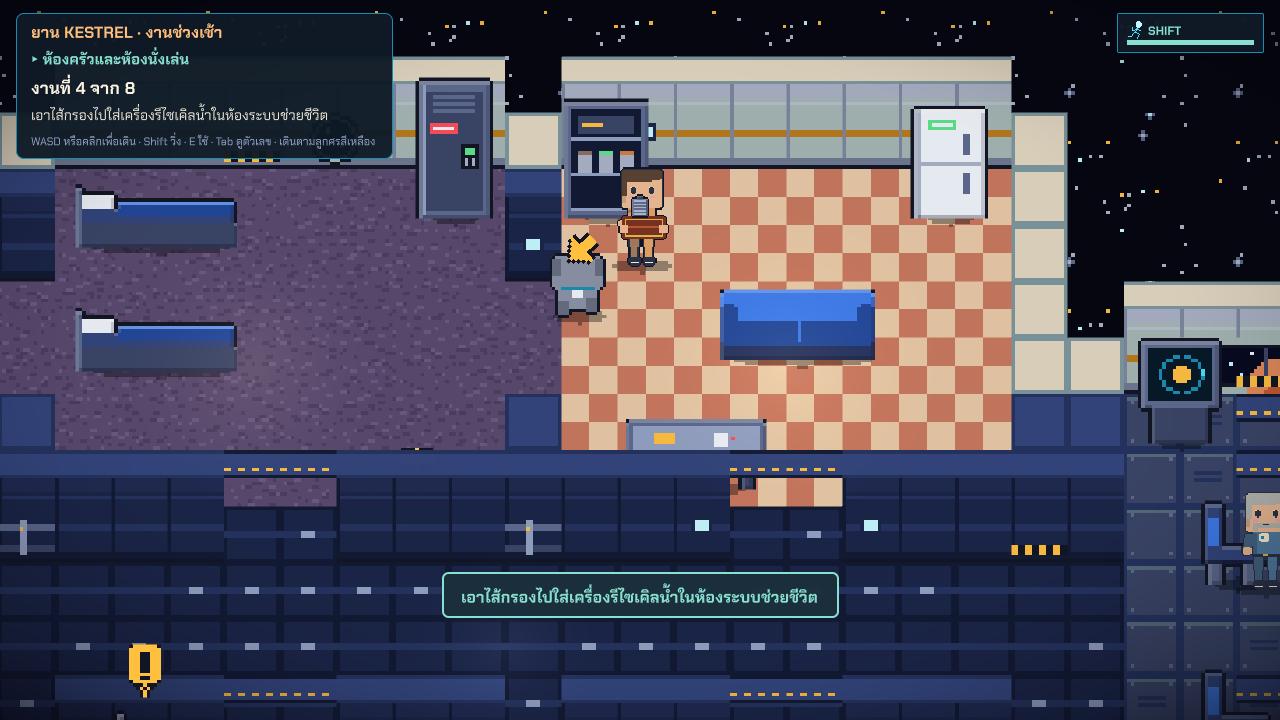 ยาน KESTREL · งานช่วงเช้า
▸ ห้องครัวและห้องนั่งเล่น
งานที่ 4 จาก 8
เอาไส้กรองไปใส่เครื่องรีไซเคิลน้ำในห้องระบบช่วยชีวิต
WASD หรือคลิกเพื่อเดิน · Shift วิ่ง · E ใช้ · Tab ดูตัวเลข · เดินตามลูกศรสีเหลือง
SHIFT
เอาไส้กรองไปใส่เครื่องรีไซเคิลน้ำในห้องระบบช่วยชีวิต